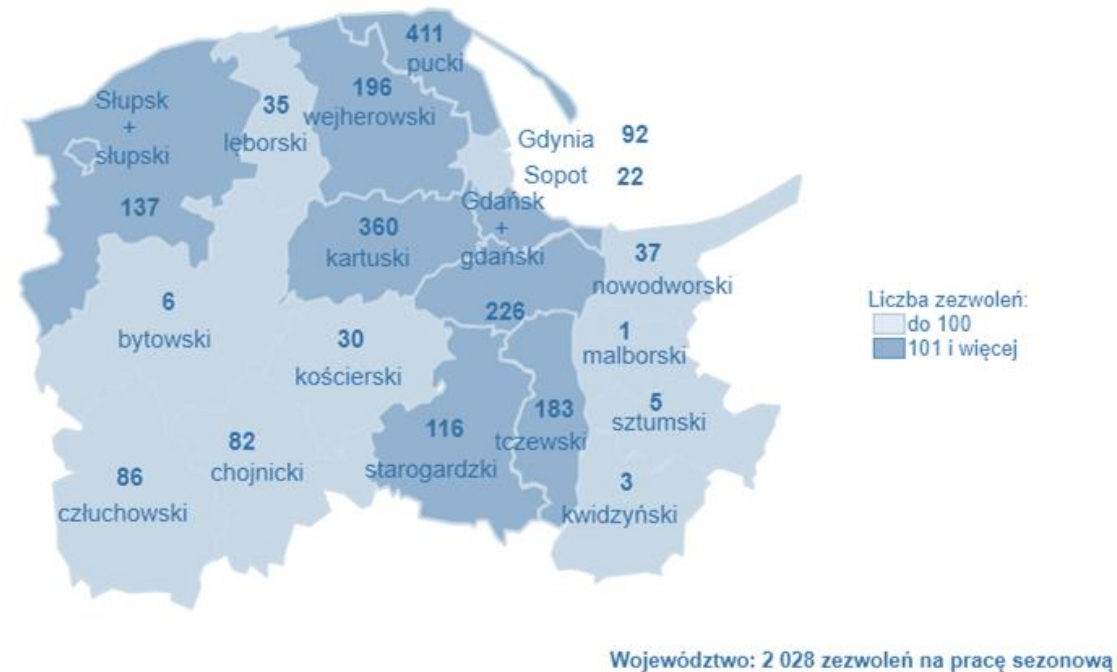 411
pucki
196
wejherowski
Słupsk
+
słupski
137
35
lęborski
Gdynia 92
Sopot 22
Gdańsk
+
gdański
226
360
kartuski
37
nowodworski
6
bytowski
30
kościerski
1
malborski
5
sztumski
183
tczewski
116
starogardzki
82
chojnicki
86
człuchowski
3
kwidzyński
Liczba zezwoleń:
do 100
101 i więcej
Województwo: 2 028 zezwoleń na pracę sezonową